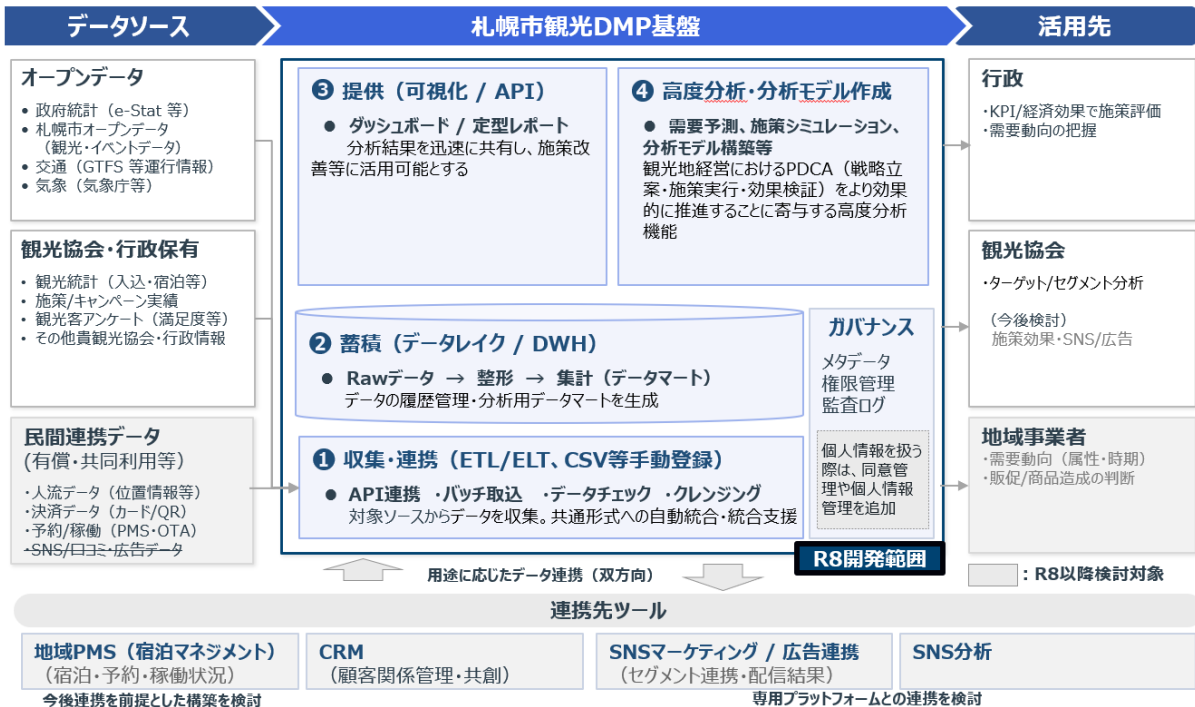 データソース
札幌市観光DMP基盤
活用先
オープンデータ
• 政府統計（e-Stat 等）
• 札幌市オープンデータ
（観光・イベントデータ）
• 交通（GTFS 等運行情報）
• 気象（気象庁等）
観光協会・行政保有
• 観光統計（入込・宿泊等）
• 施策/キャンペーン実績
• 観光客アンケート（満足度等）
• その他貴観光協会・行政情報
民間連携データ
(有償・共同利用等）
・人流データ（位置情報等）
・決済データ（カード/QR）
・予約/稼働（PMS・OTA）
・SNS/口コミ・広告データ
❸ 提供（可視化 / API）
● ダッシュボード / 定型レポート
分析結果を迅速に共有し、施策改
善等に活用可能とする
❹ 高度分析・分析モデル作成
● 需要予測、施策シミュレーション、
分析モデル構築等
観光地経営におけるPDCA（戦略立
案・施策実行・効果検証）をより効果
的に推進することに寄与する高度分析
機能
❷ 蓄積（データレイク / DWH）
● Rawデータ → 整形 → 集計（データマート）
データの履歴管理・分析用データマートを生成
❶ 収集・連携（ETL/ELT、CSV等手動登録）
● API連携 ・バッチ取込 ・データチェック ・クレンジング
対象ソースからデータを収集。共通形式への自動統合・統合支援
ガバナンス
メタデータ
権限管理
監査ログ
個人情報を扱う
際は、同意管
理や個人情報
管理を追加
R8開発範囲
行政
・KPI/経済効果で施策評価
・需要動向の把握
観光協会
・ターゲット/セグメント分析
（今後検討）
施策効果・SNS/広告
地域事業者
・需要動向（属性・時期）
・販促/商品造成の判断
：R8以降検討対象
用途に応じたデータ連携（双方向）
連携先ツール
地域PMS（宿泊マネジメント）
（宿泊・予約・稼働状況）
CRM
（顧客関係管理・共創）
SNSマーケティング / 広告連携
（セグメント連携・配信結果）
SNS分析
今後連携を前提とした構築を検討
専用プラットフォームとの連携を検討